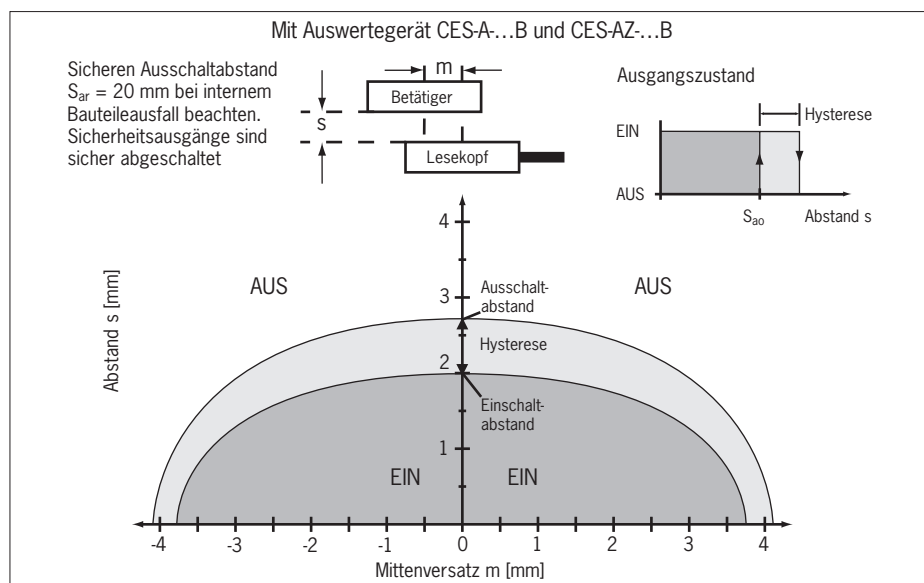 Mit Auswertegerät CES-A-...B und CES-AZ-...B
Sicheren Ausschaltabstand
Sar = 20 mm bei internem
Bauteileausfall beachten.
Sicherheitsausgänge sind
sicher abgeschaltet
m
Betätiger
s
Lesekopf
Ausgangszustand
Hysterese
EIN
AUS
Sao
Abstand s
Abstand s [mm]
4
3
2
1
AUS
AUS
Ausschalt-
abstand
Hysterese
Einschalt-
abstand
EIN
EIN
-4
-3
-2
-1
0
1
2
3
4
Mittenversatz m [mm]